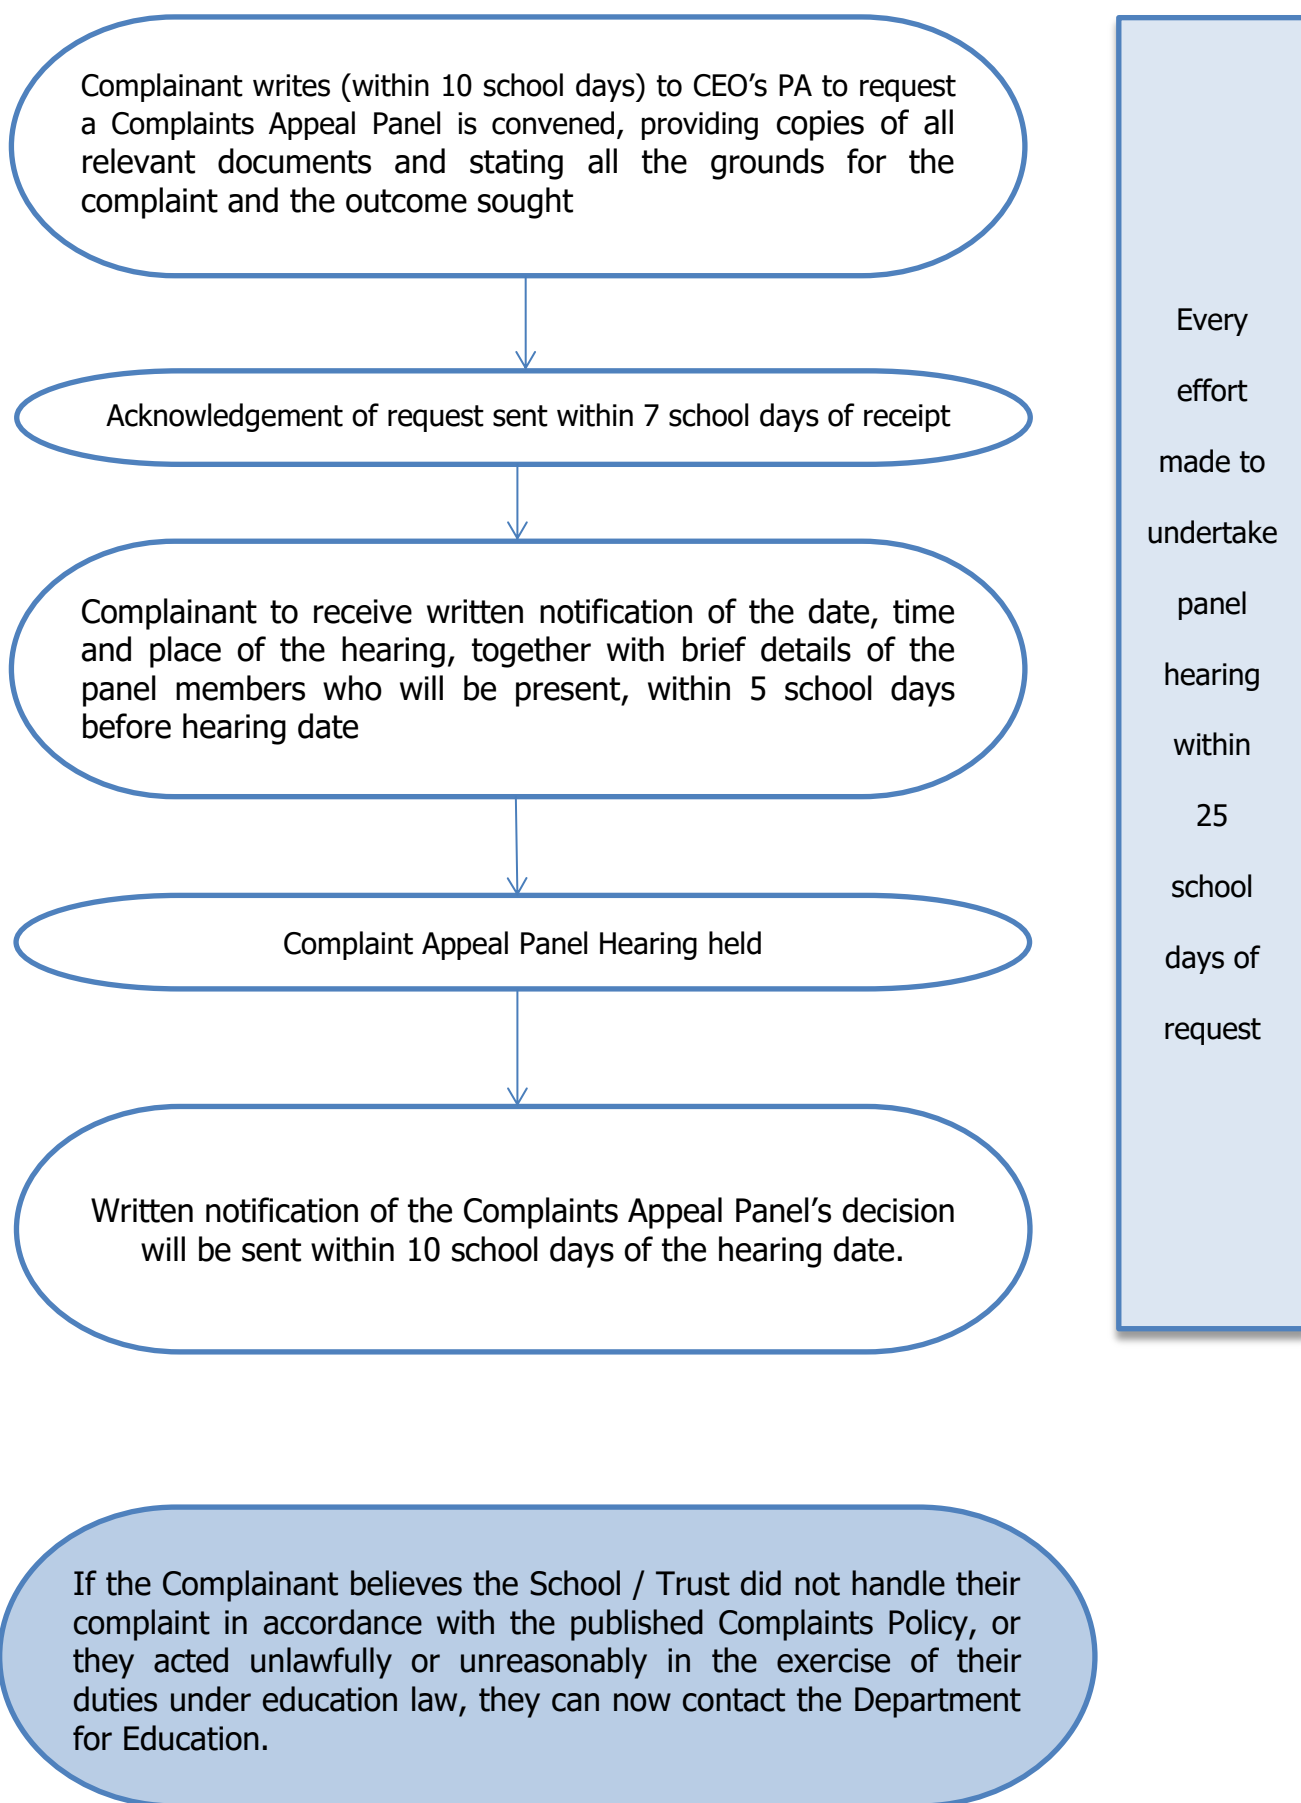 Complainant writes (within 10 school days) to CEO’s PA to request
a Complaints Appeal Panel is convened, providing copies of all
relevant documents and stating all the grounds for the
complaint and the outcome sought
Acknowledgement of request sent within 7 school days of receipt
Complainant to receive written notification of the date, time
and place of the hearing, together with brief details of the
panel members who will be present, within 5 school days
before hearing date
Complaint Appeal Panel Hearing held
Written notification of the Complaints Appeal Panel’s decision
will be sent within 10 school days of the hearing date.
Every
effort
made to
undertake
panel
hearing
within
25
school
days of
request
If the Complainant believes the School / Trust did not handle their
complaint in accordance with the published Complaints Policy, or
they acted unlawfully or unreasonably in the exercise of their
duties under education law, they can now contact the Department
for Education.